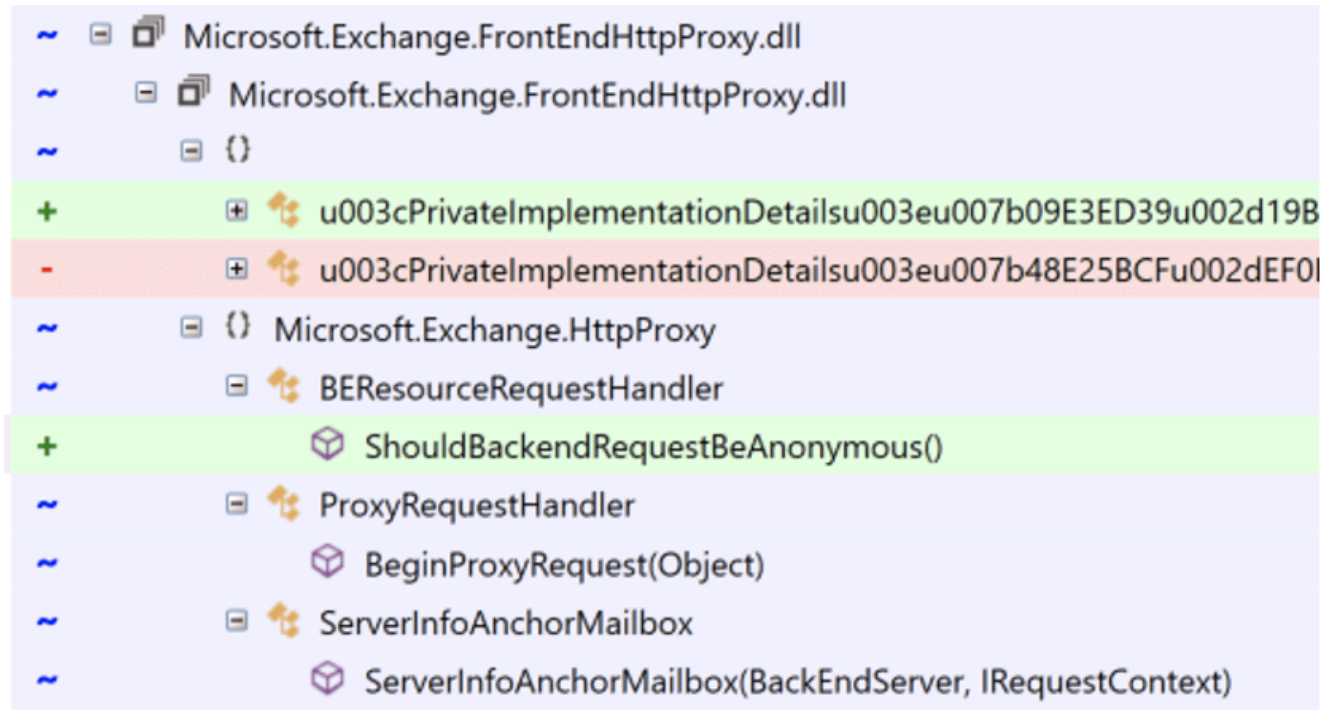 ~ Microsoft.Exchange.FrontEndHttpProxy.dll
~ Microsoft.Exchange.FrontEndHttpProxy.dll
~ {}
+ u003cPrivateImplementationDetailsu003eu007b09E3ED39u002d19B
- u003cPrivateImplementationDetailsu003eu007b48E25BCFu002dEF0
~ {} Microsoft.Exchange.HttpProxy
~ BEResourceRequestHandler
+ ShouldBackendRequestBeAnonymous()
~ ProxyRequestHandler
~ BeginProxyRequest(Object)
~ ServerInfoAnchorMailbox
~ ServerInfoAnchorMailbox(BackEndServer, IRequestContext)